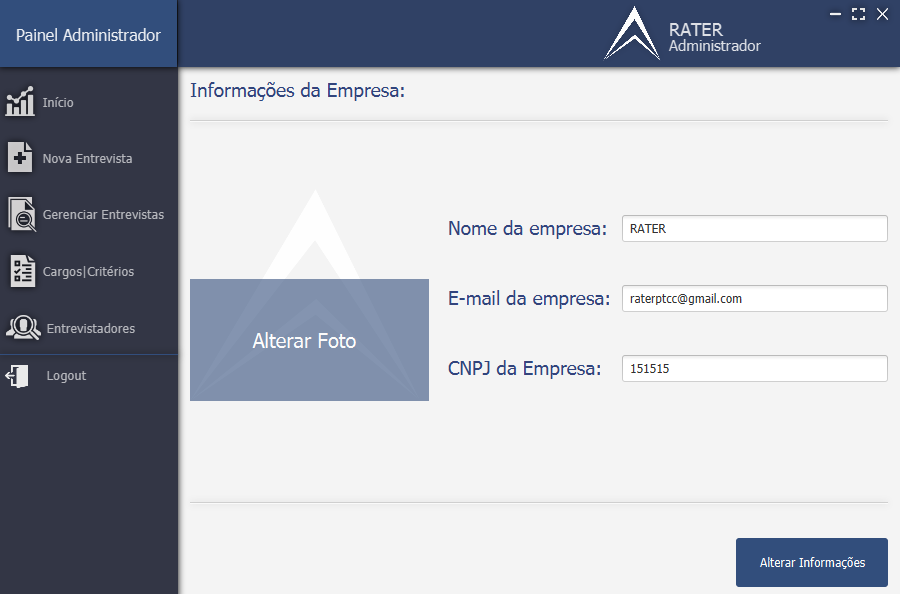 Painel Administrador
RATER
Administrador
Início
Nova Entrevista
Gerenciar Entrevistas
Cargos|Critérios
Entrevistadores
Logout
Informações da Empresa:
Alterar Foto
Nome da empresa: RATER
E-mail da empresa: raterptcc@gmail.com
CNPJ da Empresa: 151515
Alterar Informações